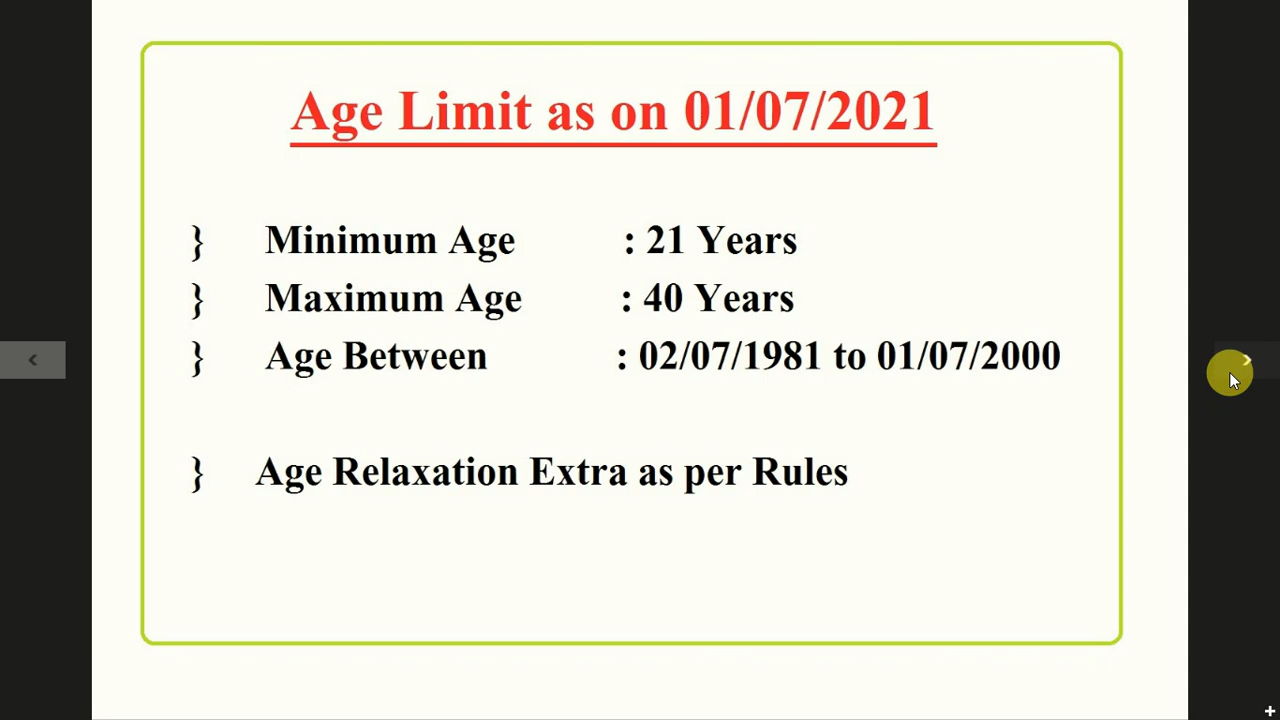 Age Limit as on 01/07/2021
} Minimum Age : 21 Years
} Maximum Age : 40 Years
} Age Between : 02/07/1981 to 01/07/2000
} Age Relaxation Extra as per Rules